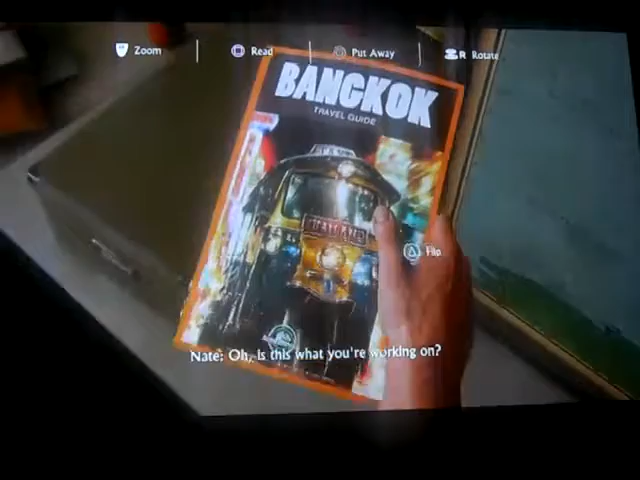 Zoom
Read
Put Away
R Rotate
BANGKOK
TRAVEL GUIDE
Flip
Nate: Oh, is this what you're working on?